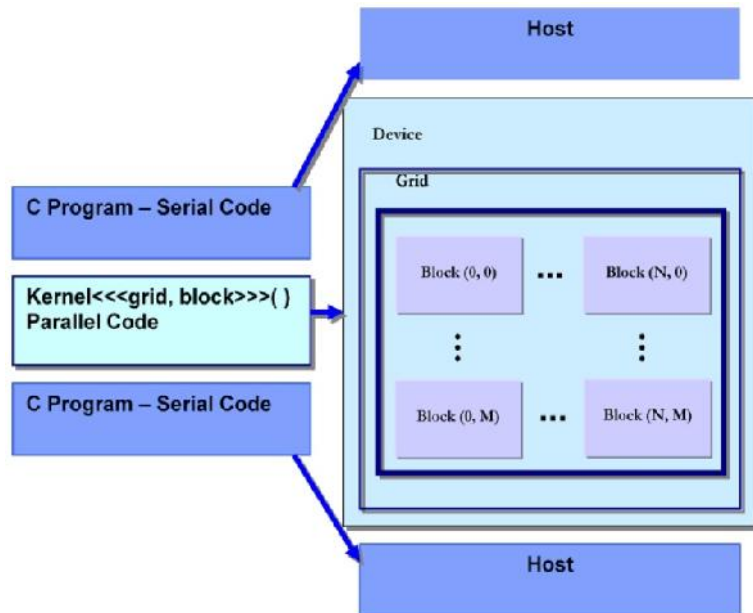 Host
Device
Grid
C Program – Serial Code
Block (0, 0) ... Block (N, 0)
Kernel<<<grid, block>>>( )
Parallel Code
C Program – Serial Code
Block (0, M) ... Block (N, M)
Host